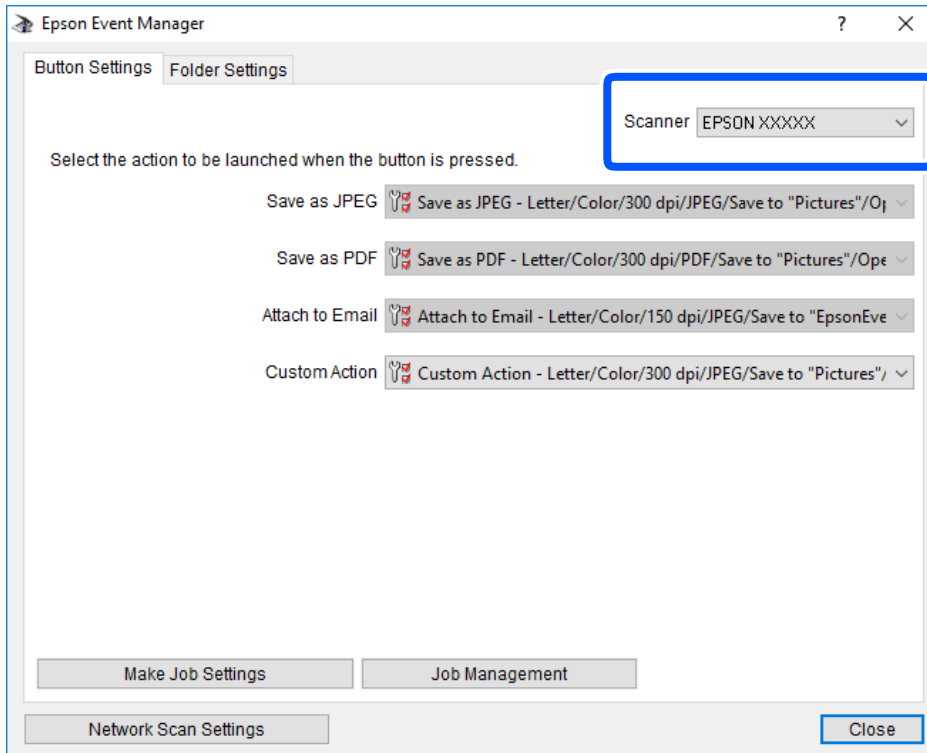 Epson Event Manager
Button Settings Folder Settings
Scanner EPSON XXXXX
Select the action to be launched when the button is pressed.
Save as JPEG Save as JPEG - Letter/Color/300 dpi/JPEG/Save to "Pictures"/Op
Save as PDF Save as PDF - Letter/Color/300 dpi/PDF/Save to "Pictures"/Ope
Attach to Email Attach to Email - Letter/Color/150 dpi/JPEG/Save to "EpsonEve
Custom Action Custom Action - Letter/Color/300 dpi/JPEG/Save to "Pictures"/
Make Job Settings Job Management
Network Scan Settings Close